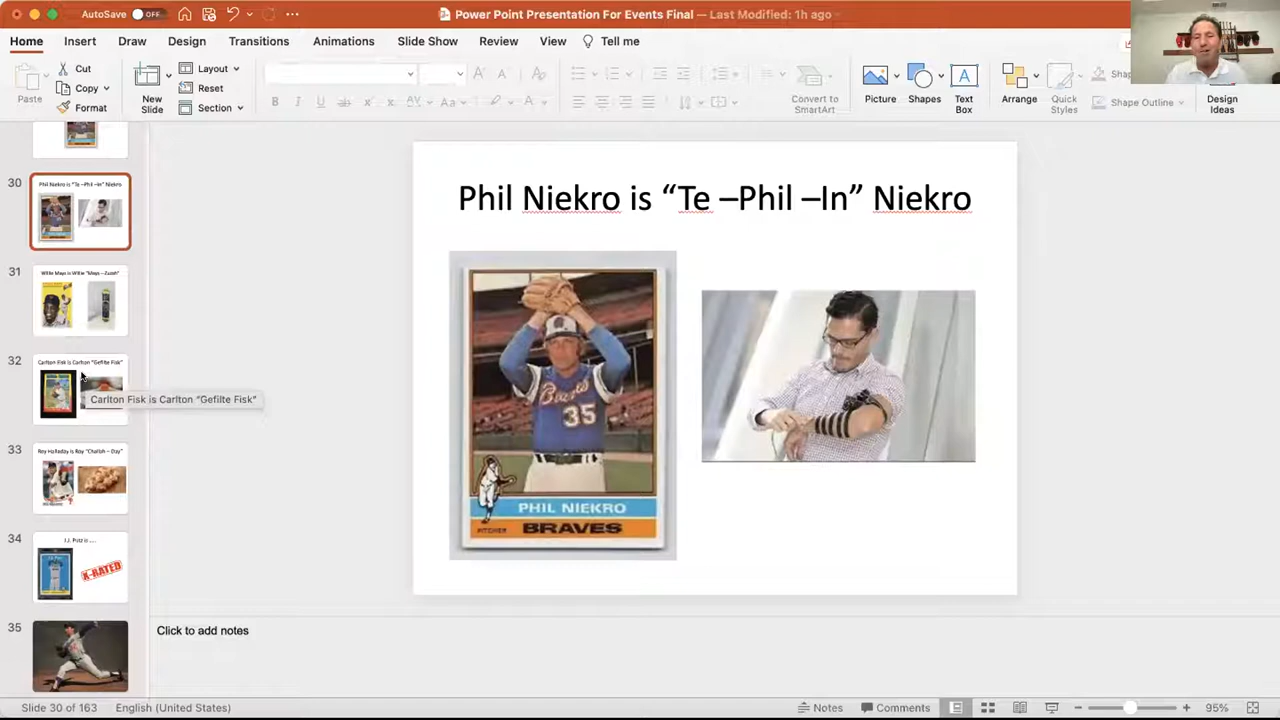 AutoSave OFF
Power Point Presentation For Events Final — Last Modified: 1h ago
Home Insert Draw Design Transitions Animations Slide Show Review View Tell me
Paste
Cut
Copy
Format
New Slide
Layout
Reset
Section
Convert to SmartArt
Picture
Shapes
Text Box
Arrange
Quick Styles
Shape Outline
Design Ideas
30
Phil Niekro is “Te –Phil –In” Niekro
31
Willie Mays is Willie “Mays –Zuzah”
32
Carlton Fisk is Carlton “Gefilte Fisk”
Carlton Fisk is Carlton “Gefilte Fisk”
33
Roy Halladay is Roy “Challah – Day”
34
J.J. Putz is ....
X-RATED
35
Phil Niekro is “Te –Phil –In” Niekro
Braves
35
PHIL NIEKRO
PITCHER BRAVES
Click to add notes
Slide 30 of 163 English (United States) Notes Comments 95%